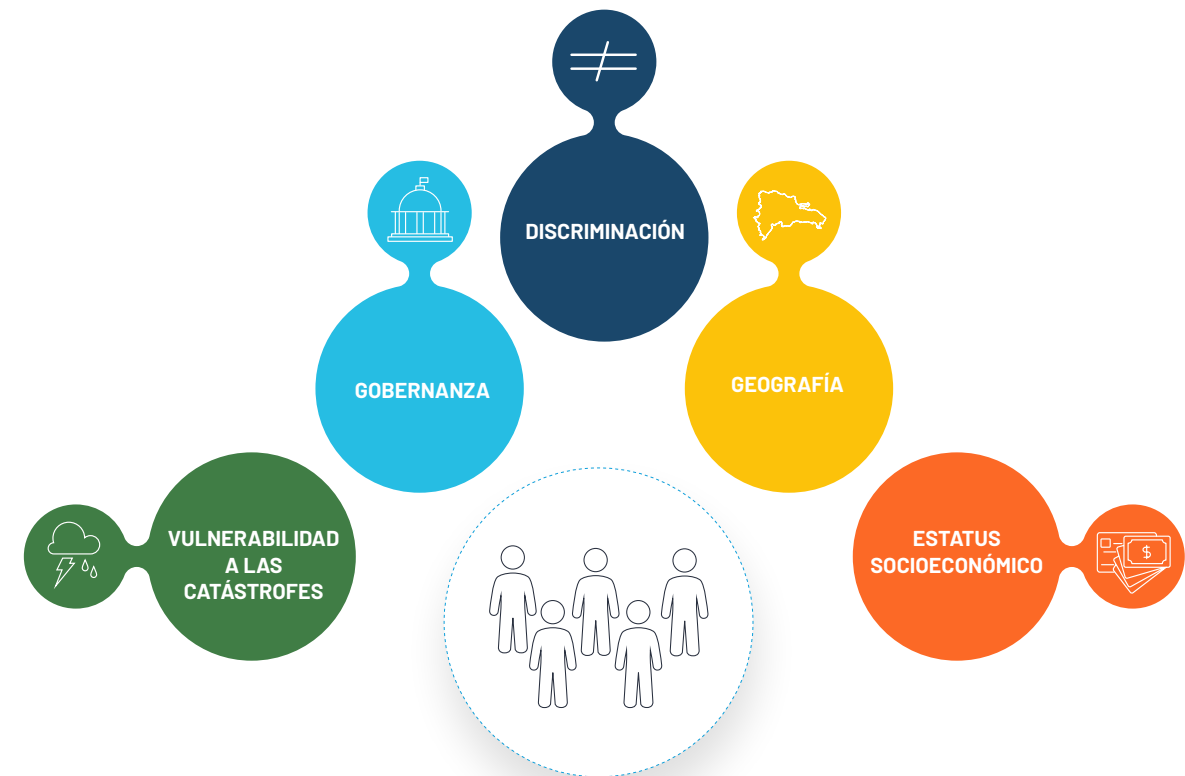 DISCRIMINACIÓN
GOBERNANZA
GEOGRAFÍA
VULNERABILIDAD
A LAS
CATÁSTROFES
ESTATUS
SOCIOECONÓMICO
$